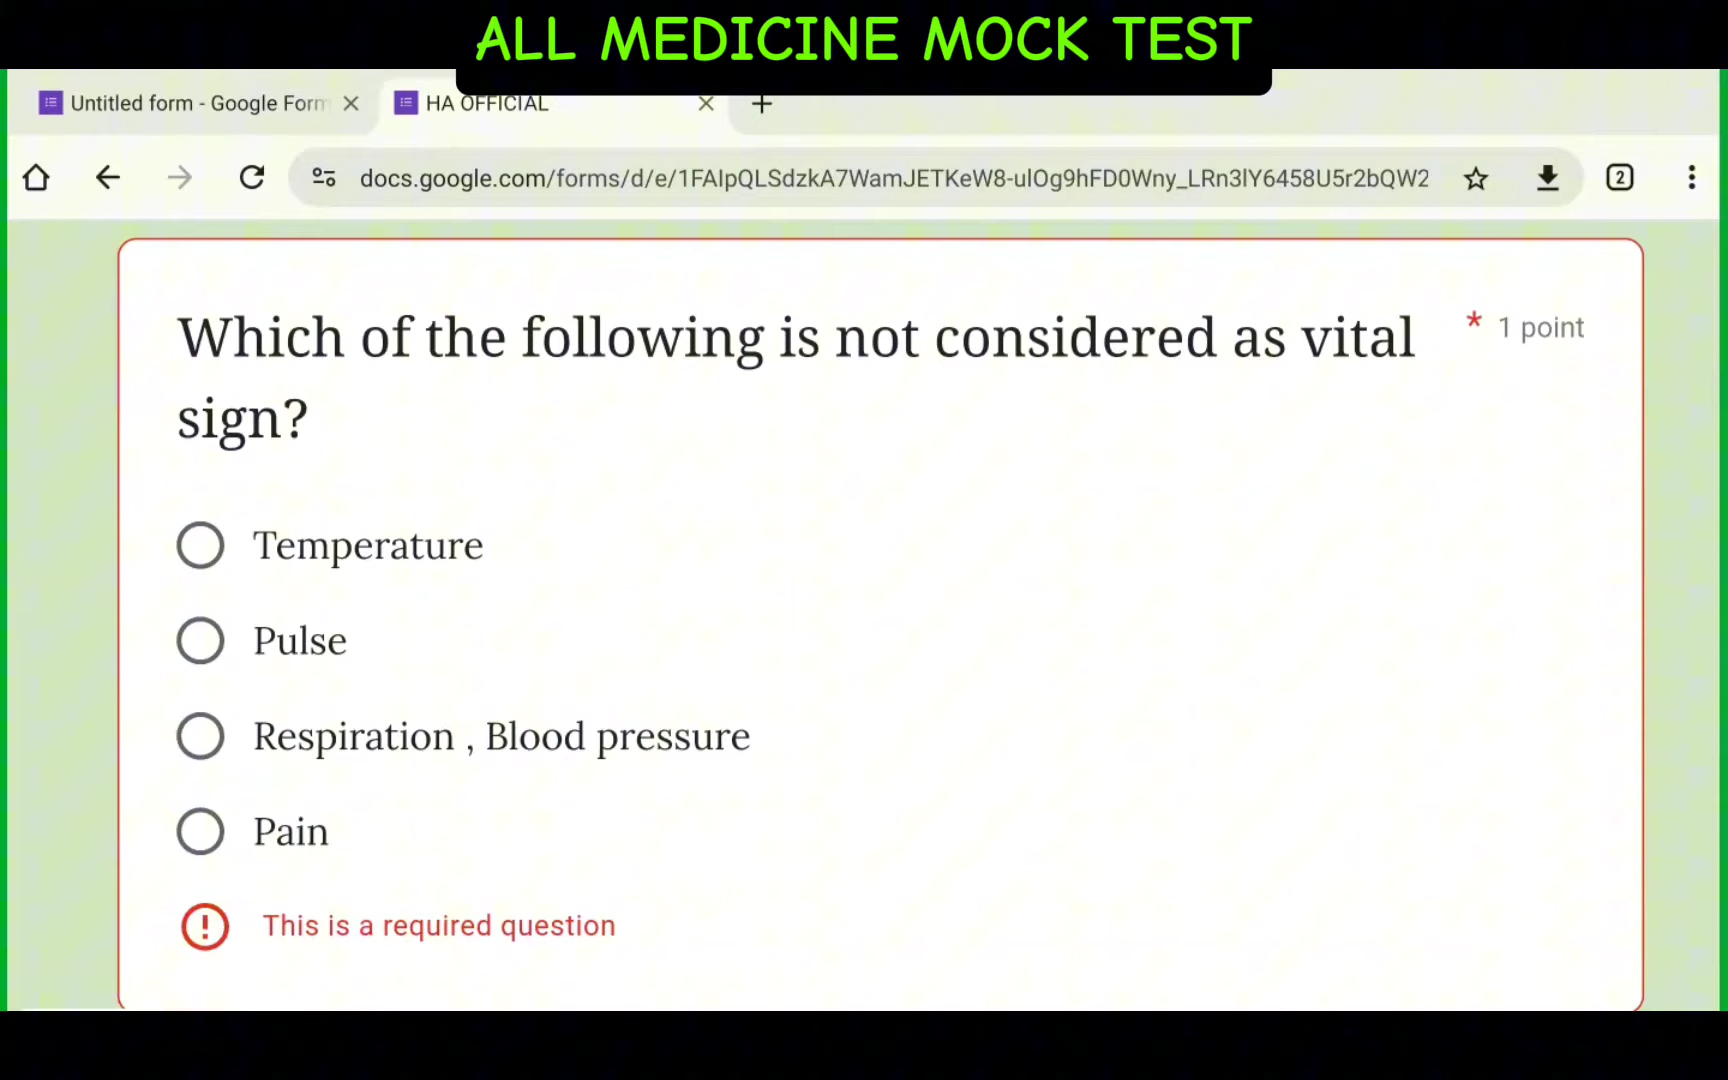 ALL MEDICINE MOCK TEST
Untitled form - Google Form
HA OFFICIAL
docs.google.com/forms/d/e/1FAIpQLSdzkA7WamJETKeW8-ulOg9hFD0Wny_LRn3lY6458U5r2bQW2
2
Which of the following is not considered as vital
sign?
* 1 point
Temperature
Pulse
Respiration , Blood pressure
Pain
This is a required question